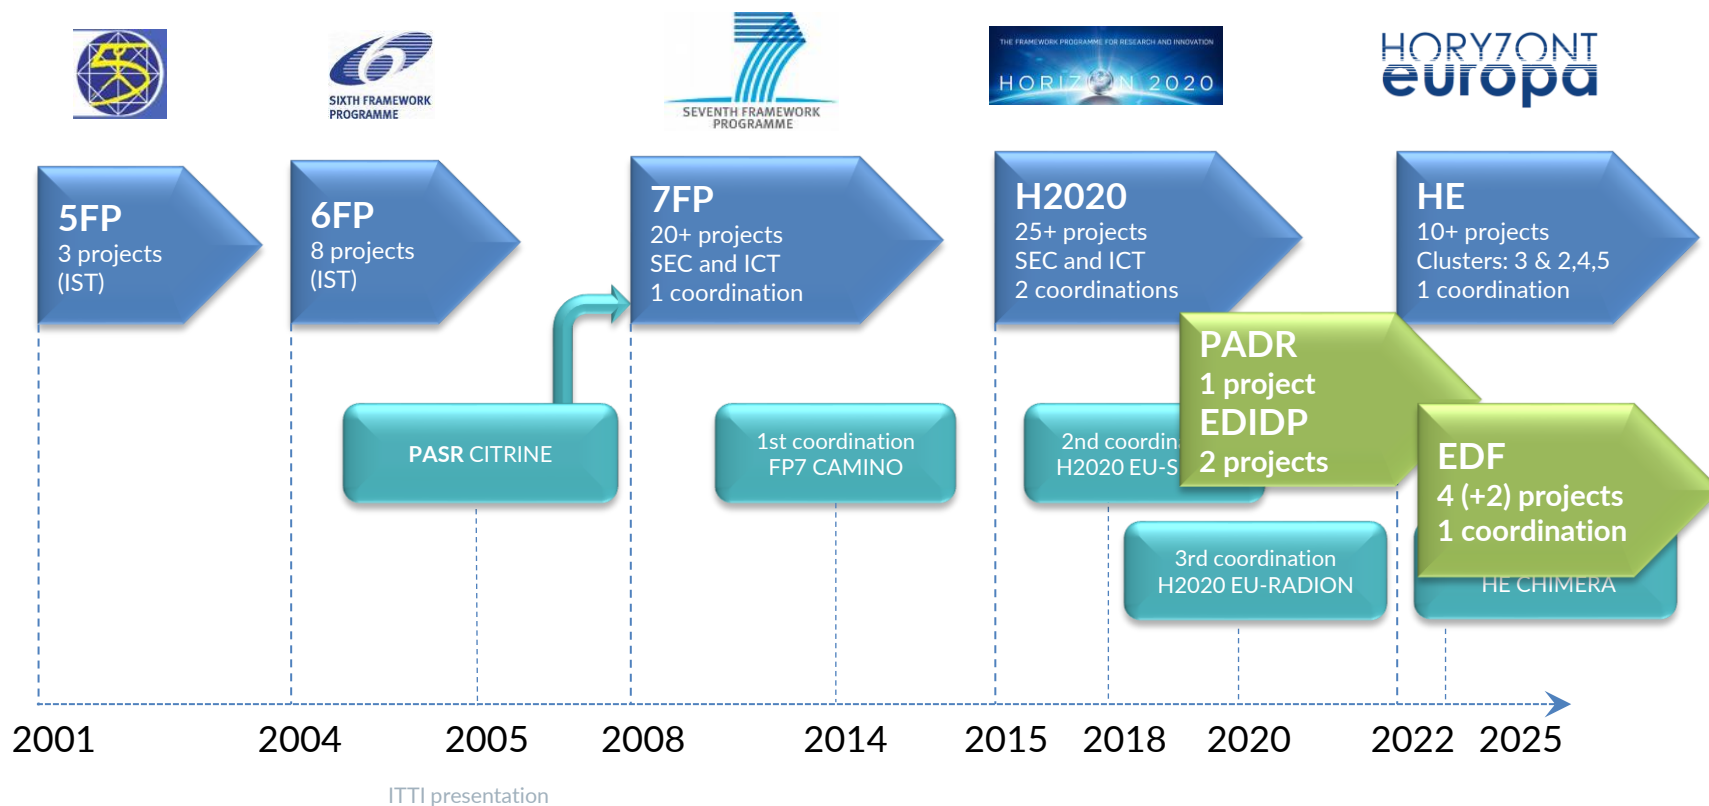 5
6
SIXTH FRAMEWORK
PROGRAMME
7
SEVENTH FRAMEWORK
PROGRAMME
THE FRAMEWORK PROGRAMME FOR RESEARCH AND INNOVATION
HORIZON 2020
HORYZONT
europa
5FP
3 projects
(IST)
6FP
8 projects
(IST)
7FP
20+ projects
SEC and ICT
1 coordination
H2020
25+ projects
SEC and ICT
2 coordinations
HE
10+ projects
Clusters: 3 & 2,4,5
1 coordination
PASR CITRINE
1st coordination
FP7 CAMINO
2nd
H2020
PADR
1 project
EDIDP
2 projects
EDF
4 (+2) projects
1 coordination
3rd coordination
H2020 EU-RADION
HE CHIMERA
2001
2004
2005
2008
2014
2015
2018
2020
2022
2025
ITTI presentation